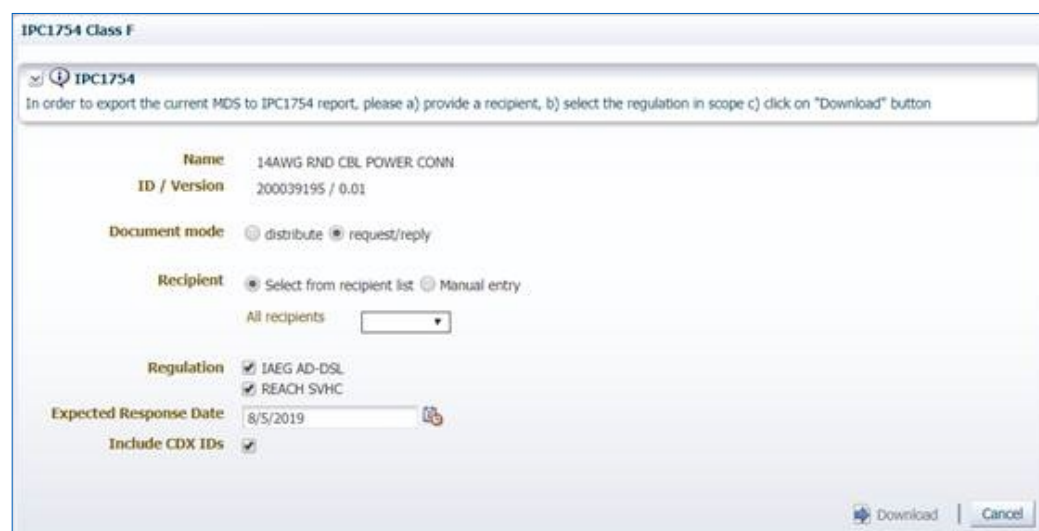 IPC1754 Class F
IPC1754
In order to export the current MDS to IPC1754 report, please a) provide a recipient, b) select the regulation in scope c) click on "Download" button
Name 14AWG RND CBL POWER CONN
ID / Version 200039195 / 0.01
Document mode distribute request/reply
Recipient Select from recipient list Manual entry
All recipients
Regulation IAEG AD-DSL
REACH SVHC
Expected Response Date 8/5/2019
Include CDX IDs
Download | Cancel